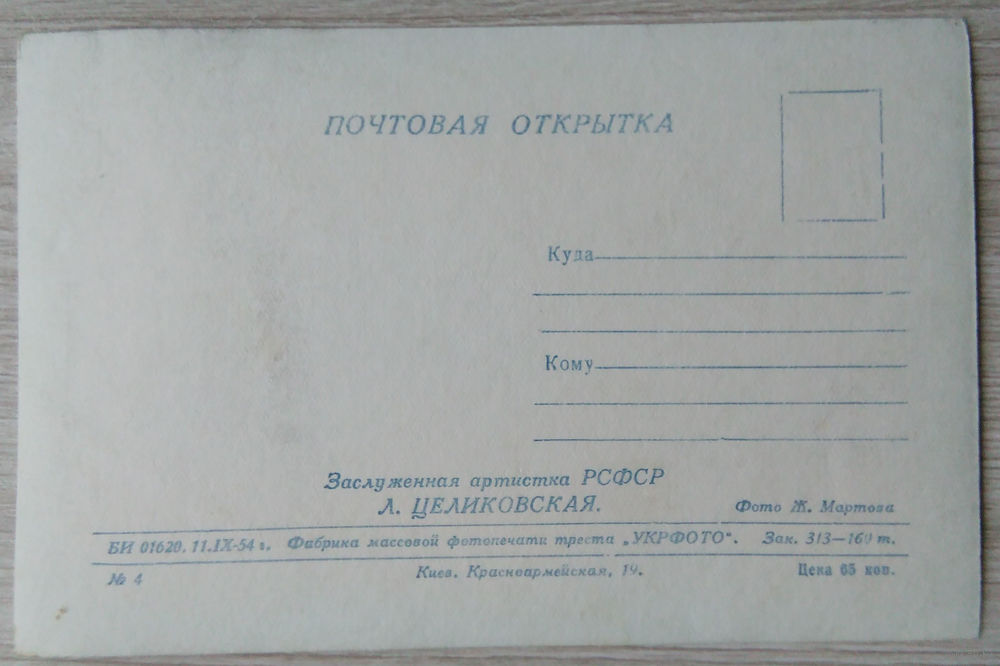 ПОЧТОВАЯ ОТКРЫТКА
Куда
Кому
Заслуженная артистка РСФСР
Л. ЦЕЛИКОВСКАЯ.
Фото Ж. Мартова
БИ 01620. 11.IX-54 г. Фабрика массовой фотопечати треста „УКРФОТО“. Зак. 313—160 т.
№ 4 Киев. Красноармейская, 19. Цена 65 коп.